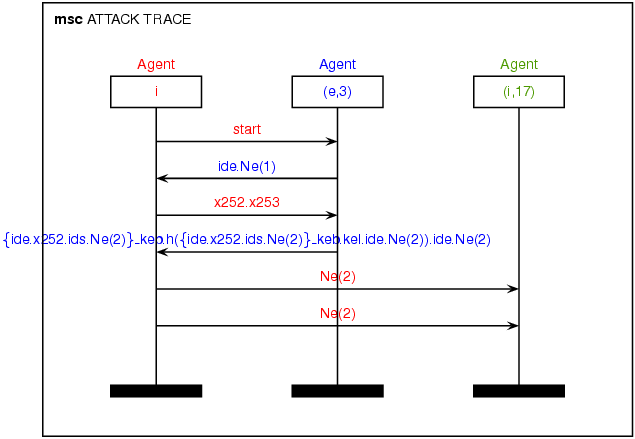 msc ATTACK TRACE
Agent Agent Agent
i (e,3) (i,17)
start
ide.Ne(1)
x252.x253
{ide.x252.ids.Ne(2)}_keb.h({ide.x252.ids.Ne(2)}_keb.kel.ide.Ne(2)).ide.Ne(2)
Ne(2)
Ne(2)